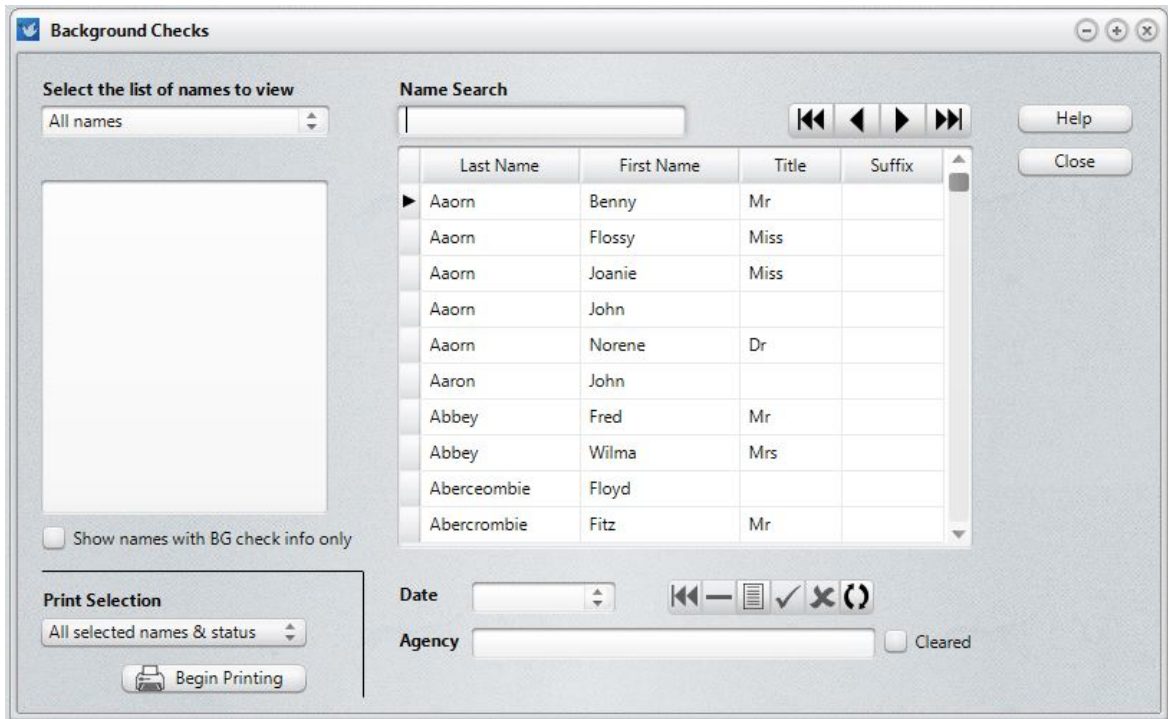 Background Checks
Select the list of names to view
All names
Name Search
Help
Close
Last Name First Name Title Suffix
Aaorn Benny Mr
Aaorn Flossy Miss
Aaorn Joanie Miss
Aaorn John
Aaorn Norene Dr
Aaron John
Abbey Fred Mr
Abbey Wilma Mrs
Aberceombie Floyd
Abercrombie Fitz Mr
Show names with BG check info only
Print Selection
All selected names & status
Begin Printing
Date
Agency
Cleared